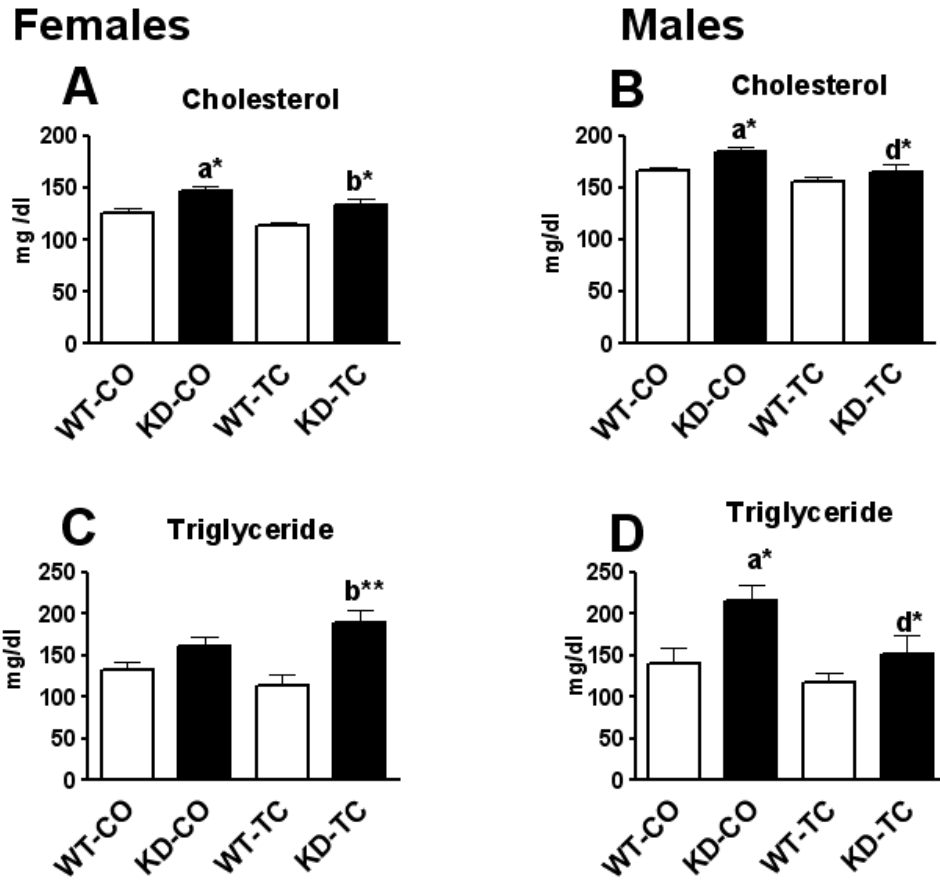 Females
Males
A
Cholesterol
200
150
100
50
0
mg /dl
a*
b*
WT-CO
KD-CO
WT-TC
KD-TC
B
Cholesterol
200
150
100
50
0
mg/dl
a*
d*
WT-CO
KD-CO
WT-TC
KD-TC
C
Triglyceride
250
200
150
100
50
0
mg/dl
b**
WT-CO
KD-CO
WT-TC
KD-TC
D
Triglyceride
250
200
150
100
50
0
mg/dl
a*
d*
WT-CO
KD-CO
WT-TC
KD-TC